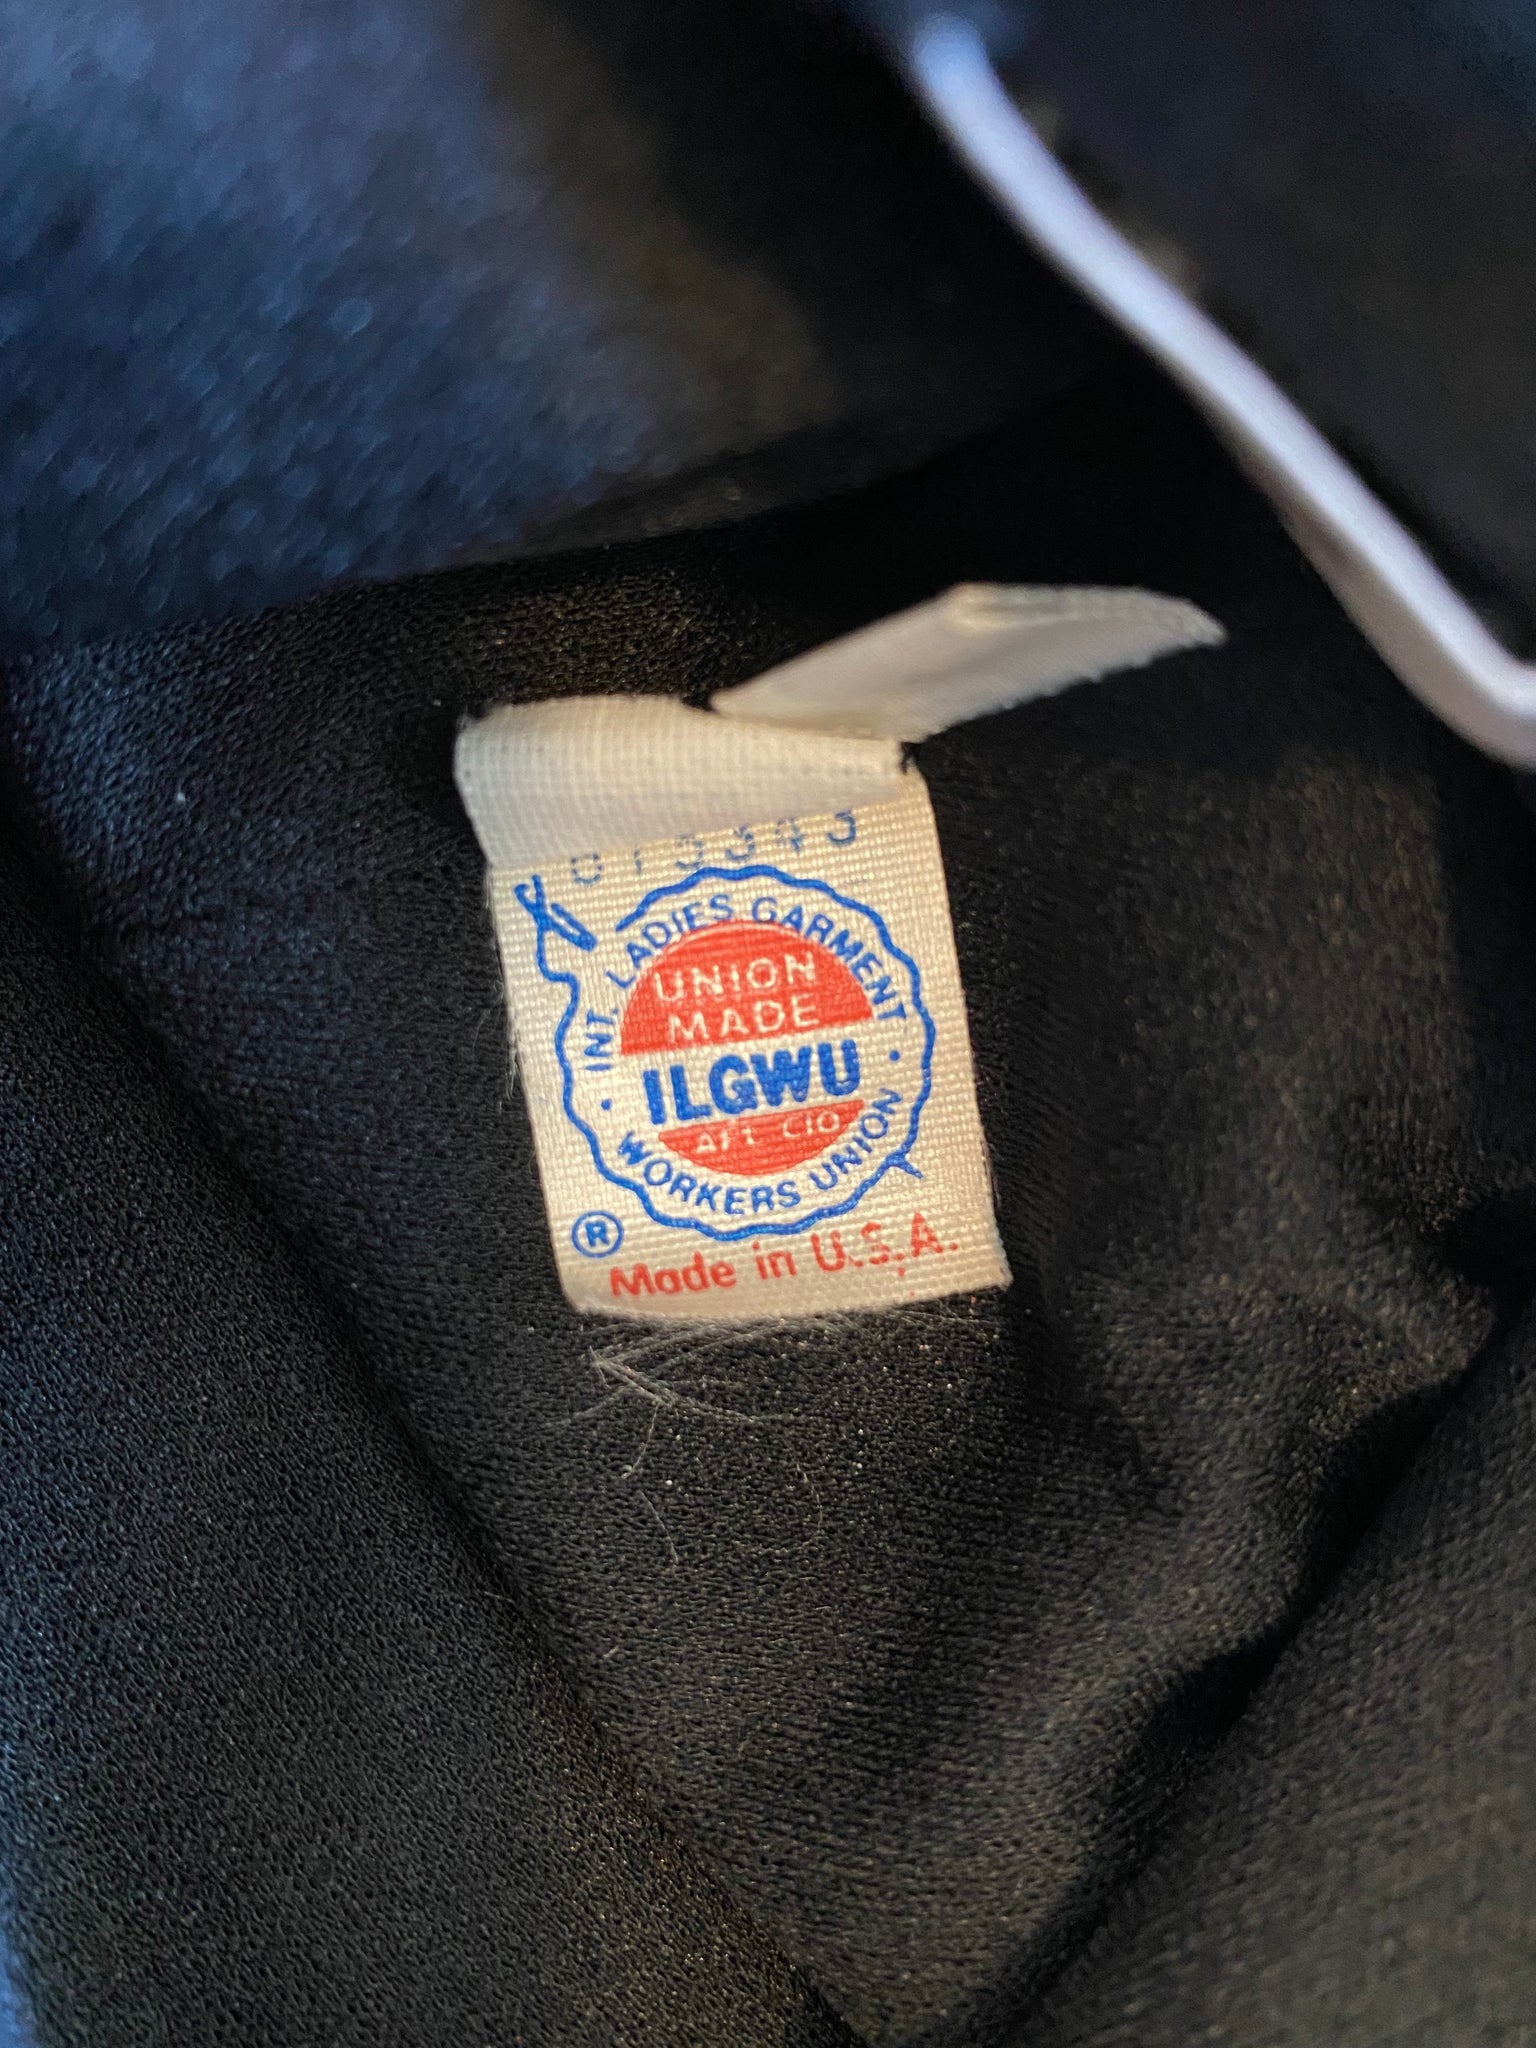 INT. LADIES GARMENT
UNION
MADE
ILGWU
AFL CIO
WORKERS UNION
®
Made in U.S.A.